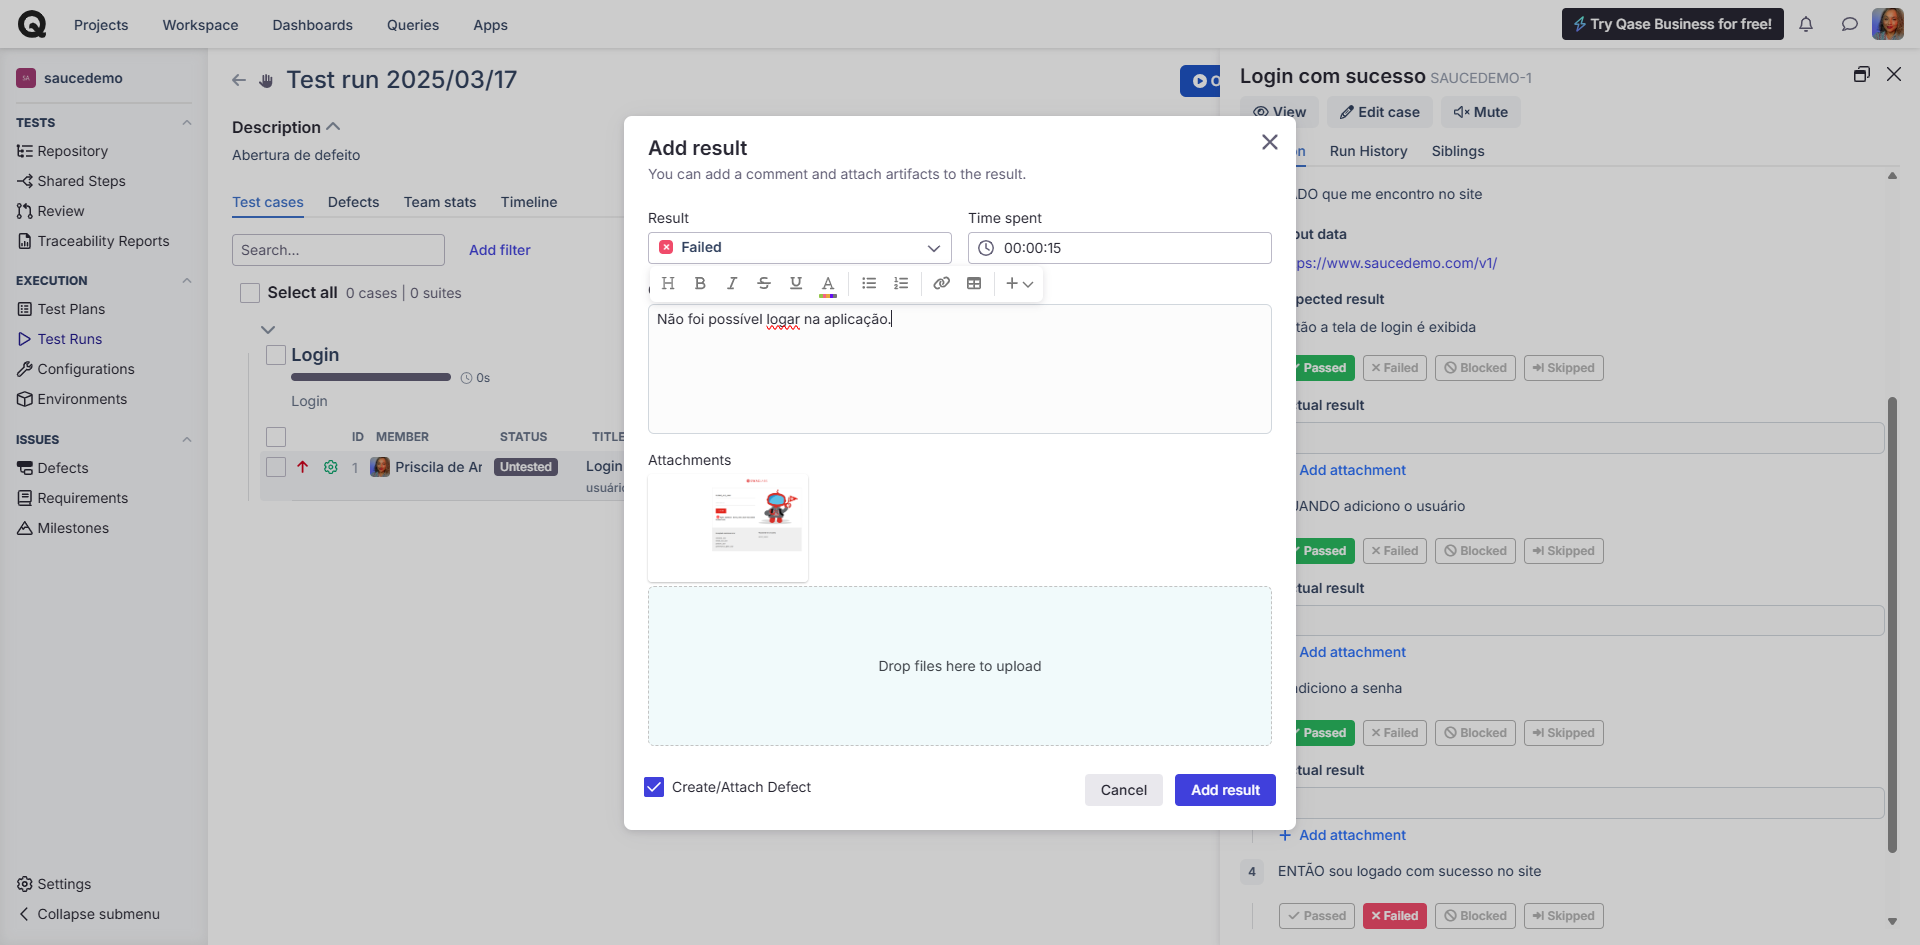 Projects
Workspace
Dashboards
Queries
Apps
Try Qase Business for free!
SA saucedemo
TESTS
Repository
Shared Steps
Review
Traceability Reports
EXECUTION
Test Plans
Test Runs
Configurations
Environments
ISSUES
Defects
Requirements
Milestones
Settings
Collapse submenu
Test run 2025/03/17
Description
Abertura de defeito
Test cases
Defects
Team stats
Timeline
Search...
Add filter
Select all 0 cases | 0 suites
Login
0s
Login
ID MEMBER STATUS TITLE
1 Priscila de Ar Untested Login
usuári
Add result
You can add a comment and attach artifacts to the result.
Result
Failed
Time spent
00:00:15
H B I S U A
Não foi possível logar na aplicação.
Attachments
Drop files here to upload
Create/Attach Defect
Cancel
Add result
Login com sucesso SAUCEDEMO-1
View
Edit case
Mute
on
Run History
Siblings
ADO que me encontro no site
out data
ps://www.saucedemo.com/v1/
pected result
tão a tela de login é exibida
Passed Failed Blocked Skipped
tual result
Add attachment
UANDO adiciono o usuário
Passed Failed Blocked Skipped
tual result
Add attachment
adiciono a senha
Passed Failed Blocked Skipped
tual result
+ Add attachment
4 ENTÃO sou logado com sucesso no site
Passed Failed Blocked Skipped